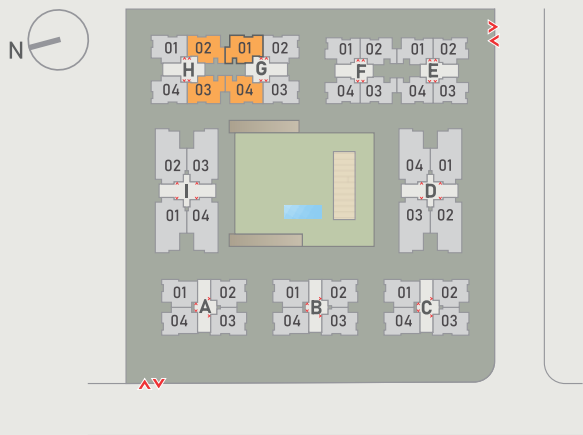 N
01 02 01 02
H G
04 03 04 03
01 02 01 02
F E
04 03 04 03
02 03
I
01 04
04 01
D
03 02
01 02
A
04 03
01 02
B
04 03
01 02
C
04 03